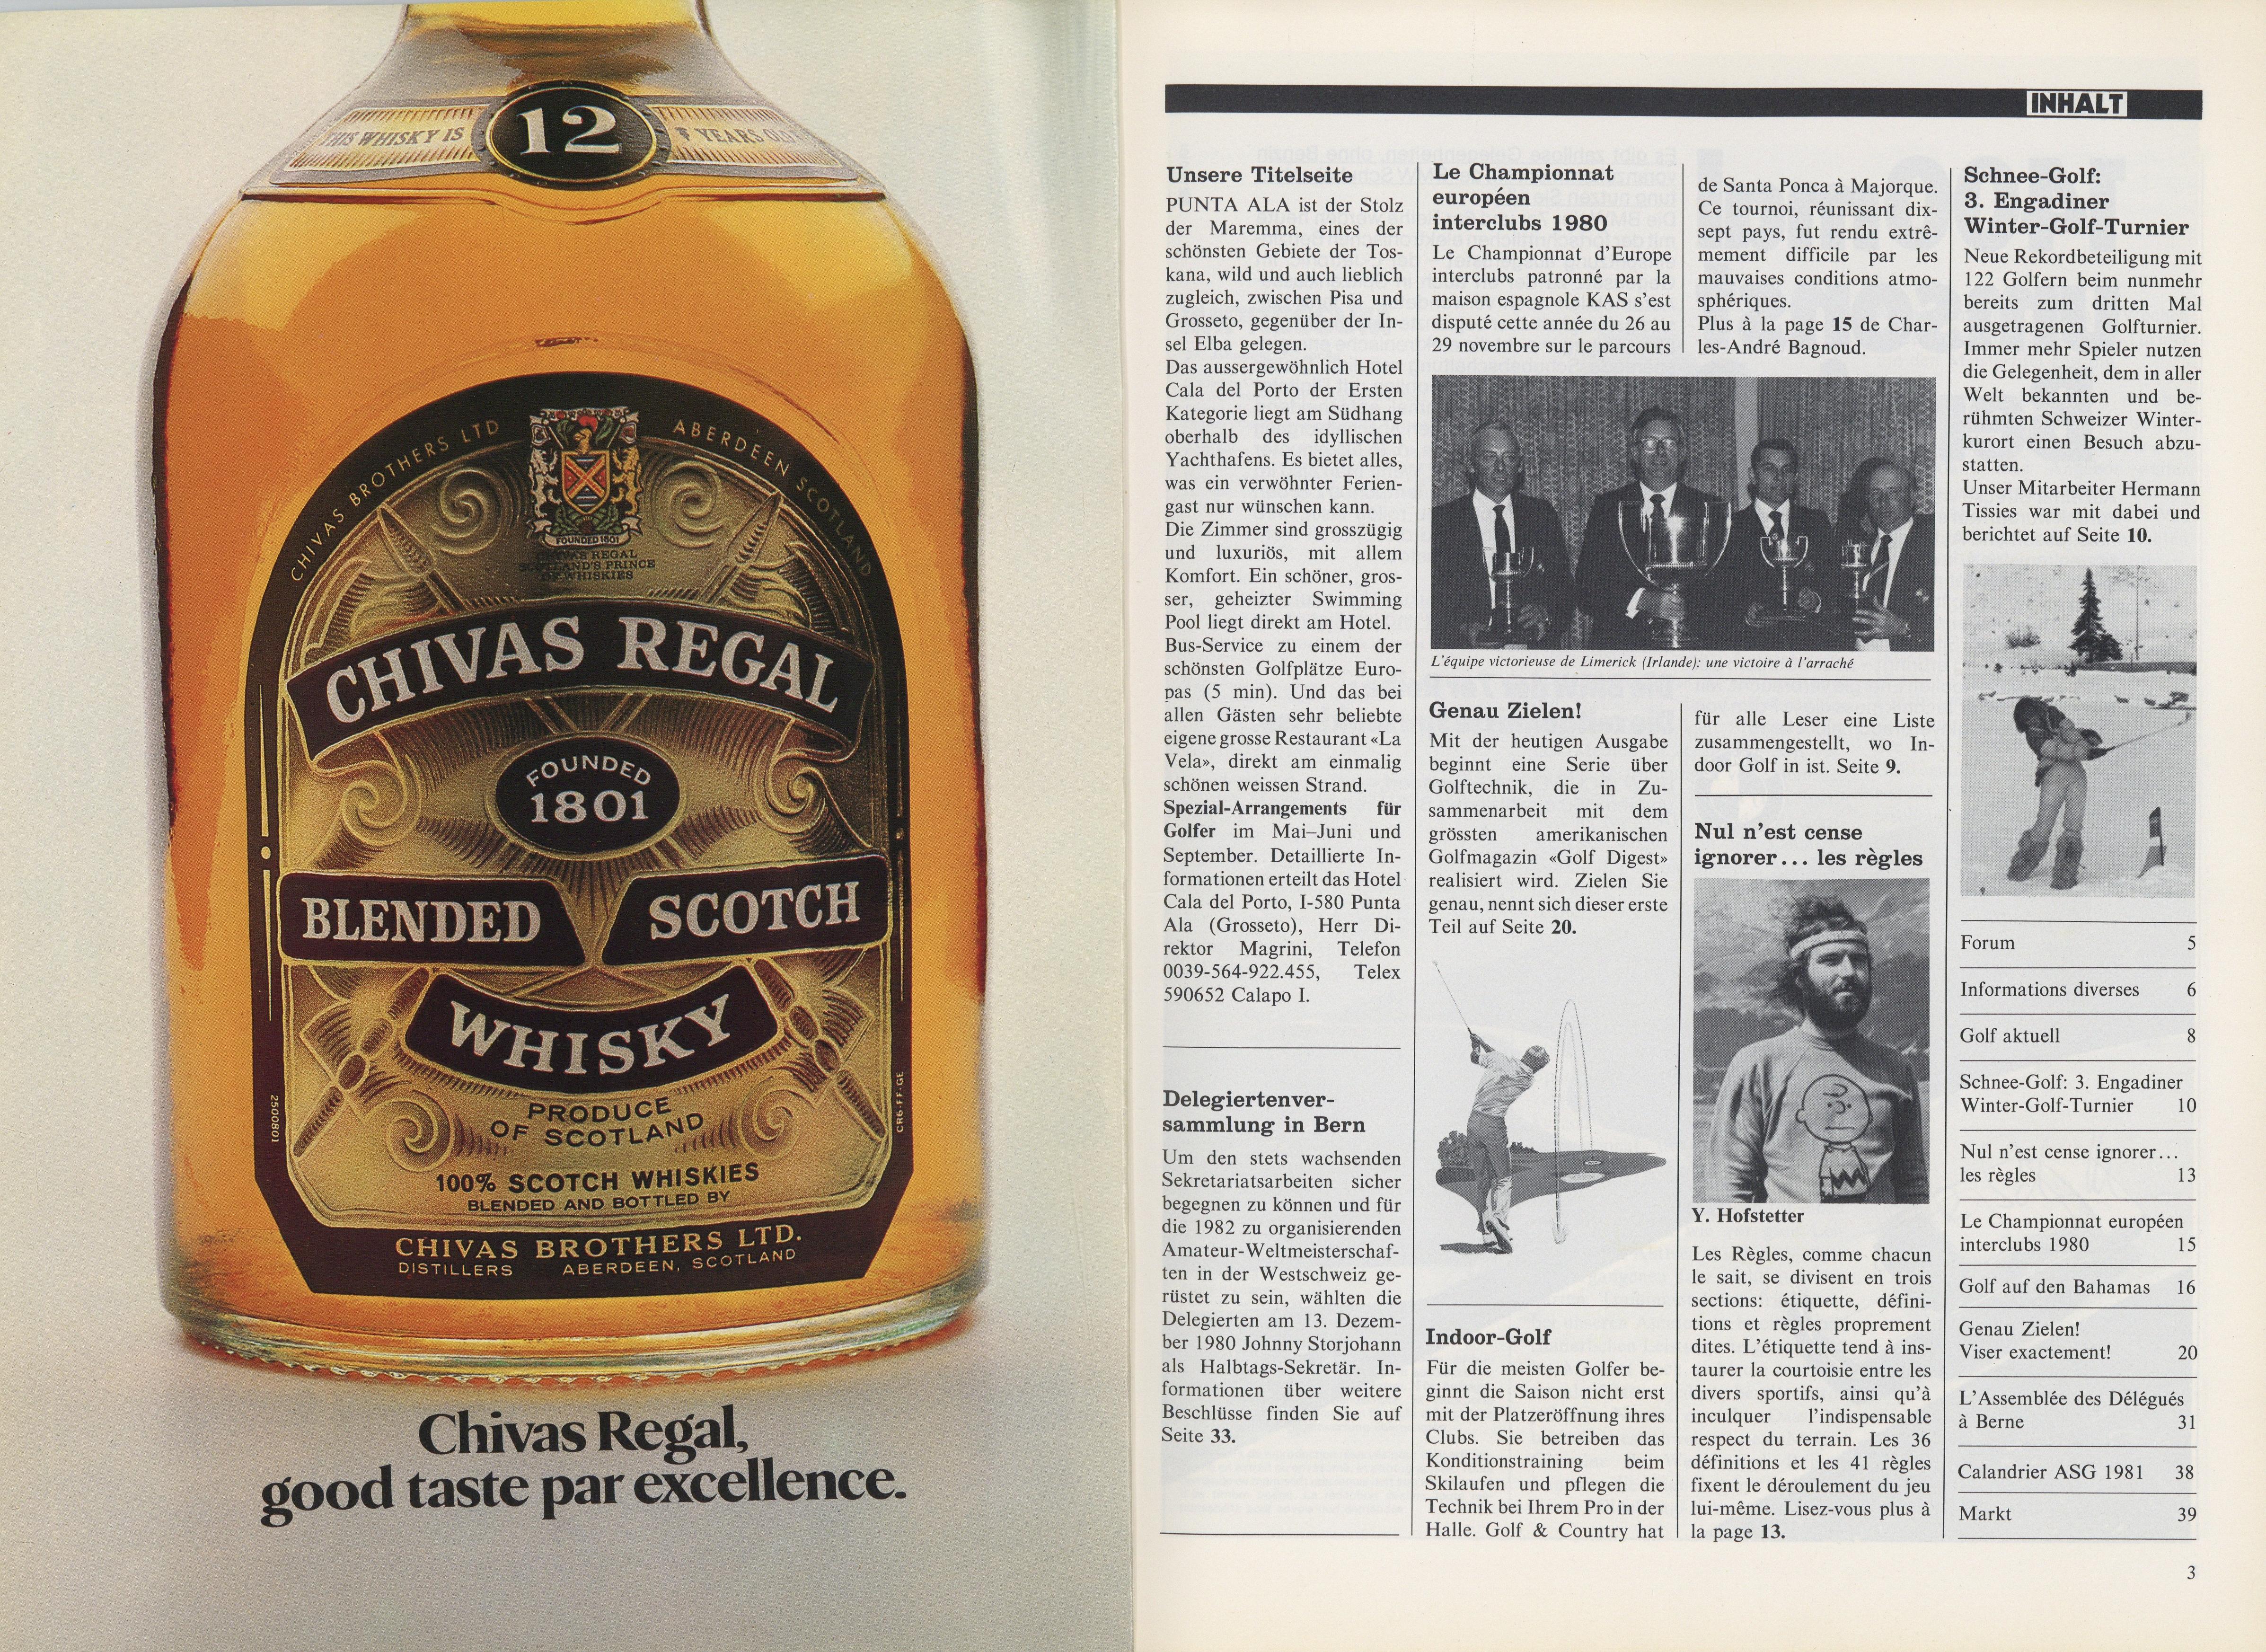 THIS WHISKY IS 12 YEARS OLD
CHIVAS BROTHERS LTD ABERDEEN SCOTLAND
FOUNDED 1801
CHIVAS REGAL
SCOTLAND'S PRINCE
OF WHISKIES
CHIVAS REGAL
FOUNDED
1801
BLENDED SCOTCH
WHISKY
PRODUCE
OF SCOTLAND
100% SCOTCH WHISKIES
BLENDED AND BOTTLED BY
CHIVAS BROTHERS LTD.
DISTILLERS ABERDEEN, SCOTLAND
2500801
CR6-FF-GE
Chivas Regal,
good taste par excellence.
INHALT
Unsere Titelseite
PUNTA ALA ist der Stolz
der Maremma, eines der
schönsten Gebiete der Tos-
kana, wild und auch lieblich
zugleich, zwischen Pisa und
Grosseto, gegenüber der In-
sel Elba gelegen.
Das aussergewöhnlich Hotel
Cala del Porto der Ersten
Kategorie liegt am Südhang
oberhalb des idyllischen
Yachthafens. Es bietet alles,
was ein verwöhnter Ferien-
gast nur wünschen kann.
Die Zimmer sind grosszügig
und luxuriös, mit allem
Komfort. Ein schöner, gros-
ser, geheizter Swimming
Pool liegt direkt am Hotel.
Bus-Service zu einem der
schönsten Golfplätze Euro-
pas (5 min). Und das bei
allen Gästen sehr beliebte
eigene grosse Restaurant «La
Vela», direkt am einmalig
schönen weissen Strand.
Spezial-Arrangements für
Golfer im Mai–Juni und
September. Detaillierte In-
formationen erteilt das Hotel
Cala del Porto, I-580 Punta
Ala (Grosseto), Herr Di-
rektor Magrini, Telefon
0039-564-922.455, Telex
590652 Calapo I.
Delegiertenver-
sammlung in Bern
Um den stets wachsenden
Sekretariatsarbeiten sicher
begegnen zu können und für
die 1982 zu organisierenden
Amateur-Weltmeisterschaf-
ten in der Westschweiz ge-
rüstet zu sein, wählten die
Delegierten am 13. Dezem-
ber 1980 Johnny Storjohann
als Halbtags-Sekretär. In-
formationen über weitere
Beschlüsse finden Sie auf
Seite 33.
Le Championnat
européen
interclubs 1980
Le Championnat d'Europe
interclubs patronné par la
maison espagnole KAS s'est
disputé cette année du 26 au
29 novembre sur le parcours
de Santa Ponca à Majorque.
Ce tournoi, réunissant dix-
sept pays, fut rendu extrê-
mement difficile par les
mauvaises conditions atmo-
sphériques.
Plus à la page 15 de Char-
les-André Bagnoud.
L'équipe victorieuse de Limerick (Irlande): une victoire à l'arraché
Genau Zielen!
Mit der heutigen Ausgabe
beginnt eine Serie über
Golftechnik, die in Zu-
sammenarbeit mit dem
grössten amerikanischen
Golfmagazin «Golf Digest»
realisiert wird. Zielen Sie
genau, nennt sich dieser erste
Teil auf Seite 20.
Indoor-Golf
Für die meisten Golfer be-
ginnt die Saison nicht erst
mit der Platzeröffnung ihres
Clubs. Sie betreiben das
Konditionstraining beim
Skilaufen und pflegen die
Technik bei Ihrem Pro in der
Halle. Golf & Country hat
für alle Leser eine Liste
zusammengestellt, wo In-
door Golf in ist. Seite 9.
Nul n'est cense
ignorer... les règles
Y. Hofstetter
Les Règles, comme chacun
le sait, se divisent en trois
sections: étiquette, défini-
tions et règles proprement
dites. L'étiquette tend à ins-
taurer la courtoisie entre les
divers sportifs, ainsi qu'à
inculquer l'indispensable
respect du terrain. Les 36
définitions et les 41 règles
fixent le déroulement du jeu
lui-même. Lisez-vous plus à
la page 13.
Schnee-Golf:
3. Engadiner
Winter-Golf-Turnier
Neue Rekordbeteiligung mit
122 Golfern beim nunmehr
bereits zum dritten Mal
ausgetragenen Golfturnier.
Immer mehr Spieler nutzen
die Gelegenheit, dem in aller
Welt bekannten und be-
rühmten Schweizer Winter-
kurort einen Besuch abzu-
statten.
Unser Mitarbeiter Hermann
Tissies war mit dabei und
berichtet auf Seite 10.
Forum 5
Informations diverses 6
Golf aktuell 8
Schnee-Golf: 3. Engadiner
Winter-Golf-Turnier 10
Nul n'est cense ignorer...
les règles 13
Le Championnat européen
interclubs 1980 15
Golf auf den Bahamas 16
Genau Zielen!
Viser exactement! 20
L'Assemblée des Délégués
à Berne 31
Calandrier ASG 1981 38
Markt 39
3